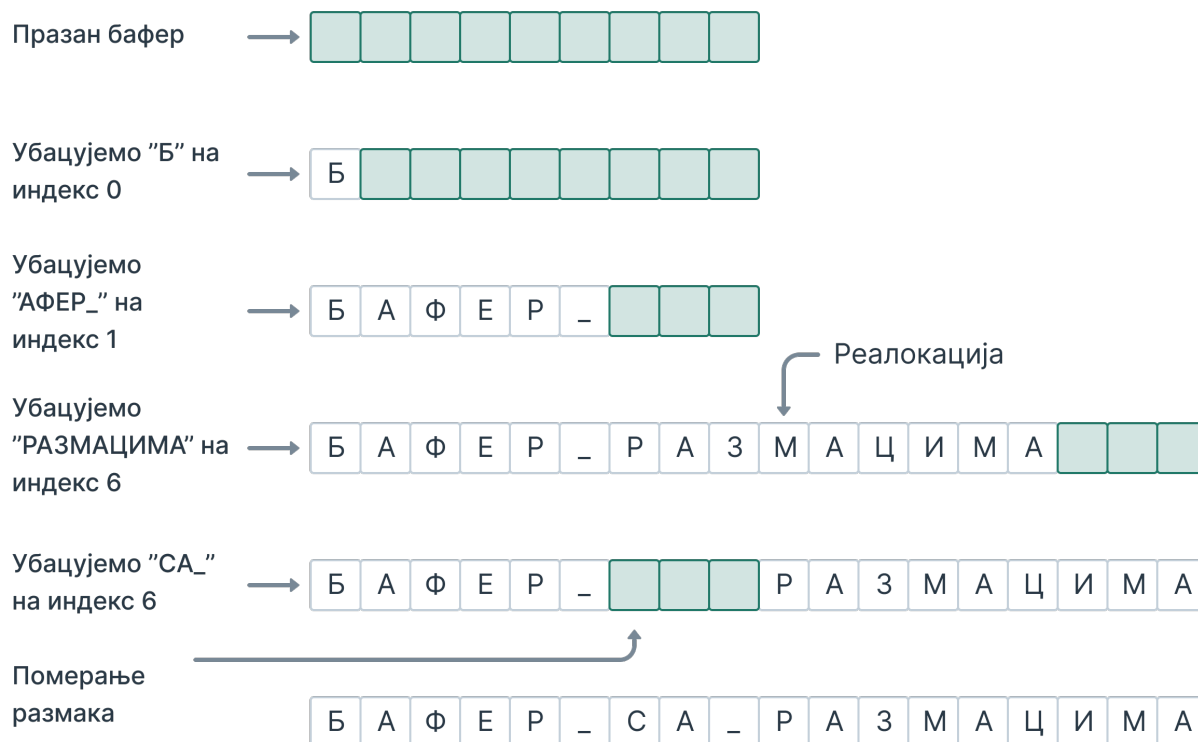 Празан бафер
Убацујемо ”Б” на
индекс 0
Б
Убацујемо
”АФЕР_” на
индекс 1
Б А Ф Е Р _
Реалокација
Убацујемо
”РАЗМАЦИМА” на
индекс 6
Б А Ф Е Р _ Р А З М А Ц И М А
Убацујемо ”СА_”
на индекс 6
Б А Ф Е Р _ Р А З М А Ц И М А
Померање
размака
Б А Ф Е Р _ С А _ Р А З М А Ц И М А